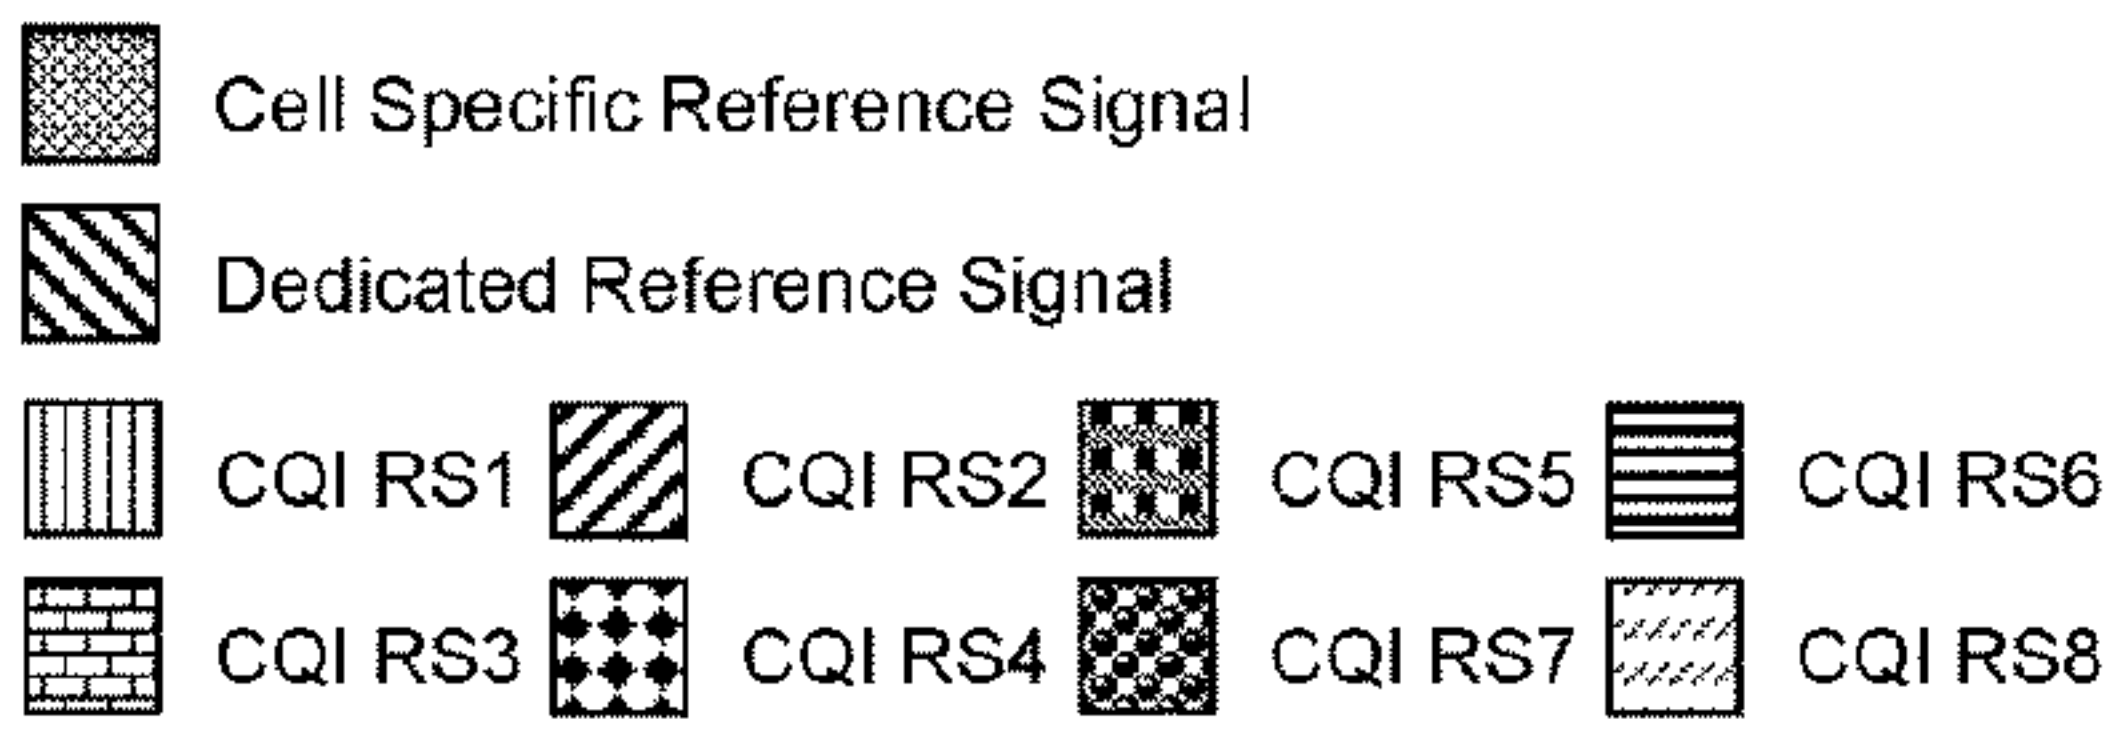 Cell Specific Reference Signal
Dedicated Reference Signal
CQI RS1 CQI RS2 CQI RS5 CQI RS6
CQI RS3 CQI RS4 CQI RS7 CQI RS8